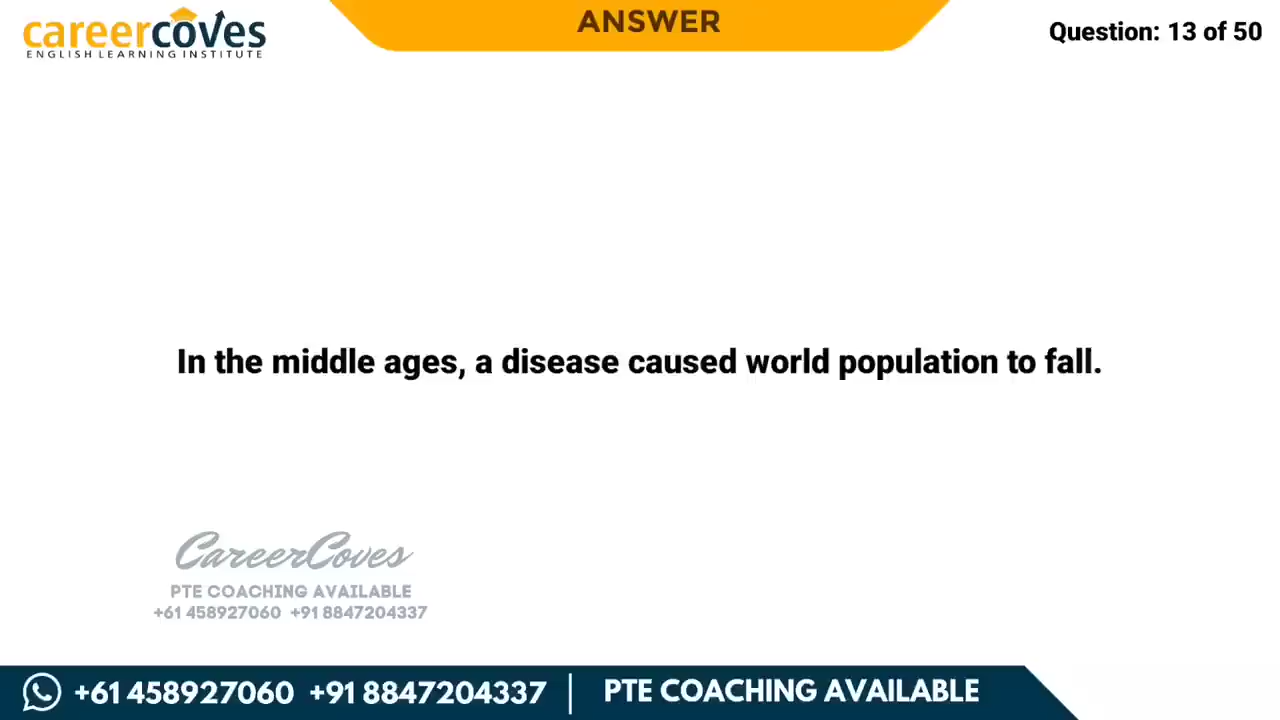 careercoves
ENGLISH LEARNING INSTITUTE
ANSWER
Question: 13 of 50
In the middle ages, a disease caused world population to fall.
CareerCoves
PTE COACHING AVAILABLE
+61 458927060 +91 8847204337
+61 458927060 +91 8847204337 | PTE COACHING AVAILABLE